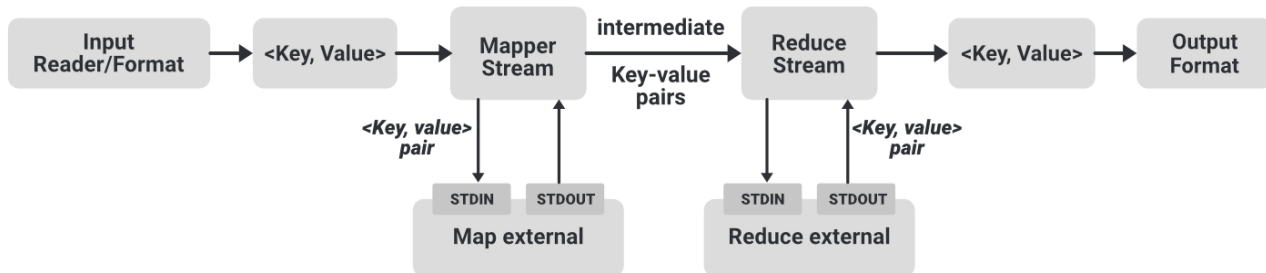 Input
Reader/Format
<Key, Value>
Mapper
Stream
intermediate
Key-value
pairs
Reduce
Stream
<Key, Value>
Output
Format
<Key, value>
pair
<Key, value>
pair
STDIN
STDOUT
Map external
STDIN
STDOUT
Reduce external